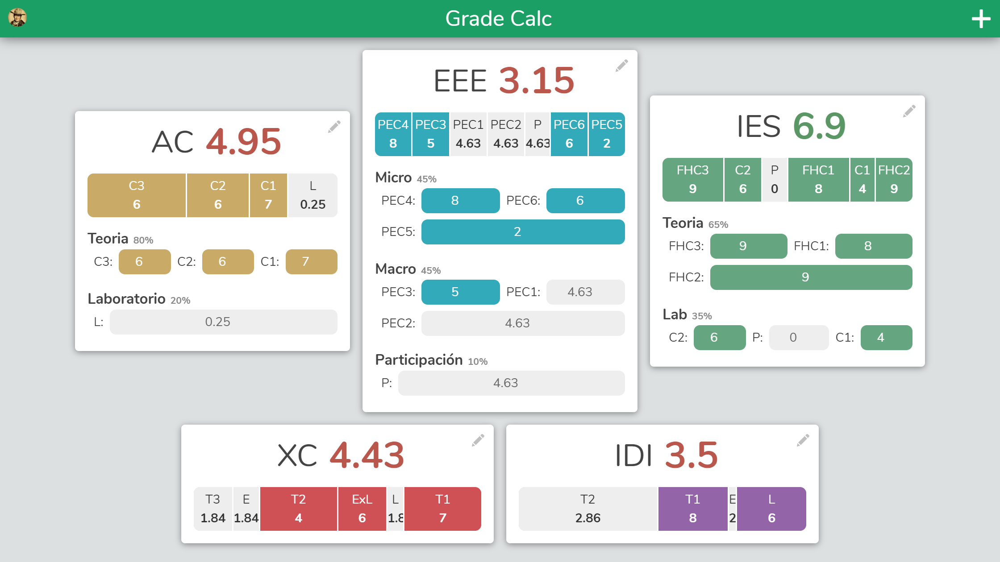 Grade Calc
AC 4.95
C3 C2 C1 L
6 6 7 0.25
Teoria 80%
C3: 6 C2: 6 C1: 7
Laboratorio 20%
L: 0.25
EEE 3.15
PEC4 PEC3 PEC1 PEC2 P PEC6 PEC5
8 5 4.63 4.63 4.63 6 2
Micro 45%
PEC4: 8 PEC6: 6
PEC5: 2
Macro 45%
PEC3: 5 PEC1: 4.63
PEC2: 4.63
Participación 10%
P: 4.63
IES 6.9
FHC3 C2 P FHC1 C1 FHC2
9 6 0 8 4 9
Teoria 65%
FHC3: 9 FHC1: 8
FHC2: 9
Lab 35%
C2: 6 P: 0 C1: 4
XC 4.43
T3 E T2 ExL L T1
1.84 1.84 4 6 1.8 7
IDI 3.5
T2 T1 E L
2.86 8 2 6